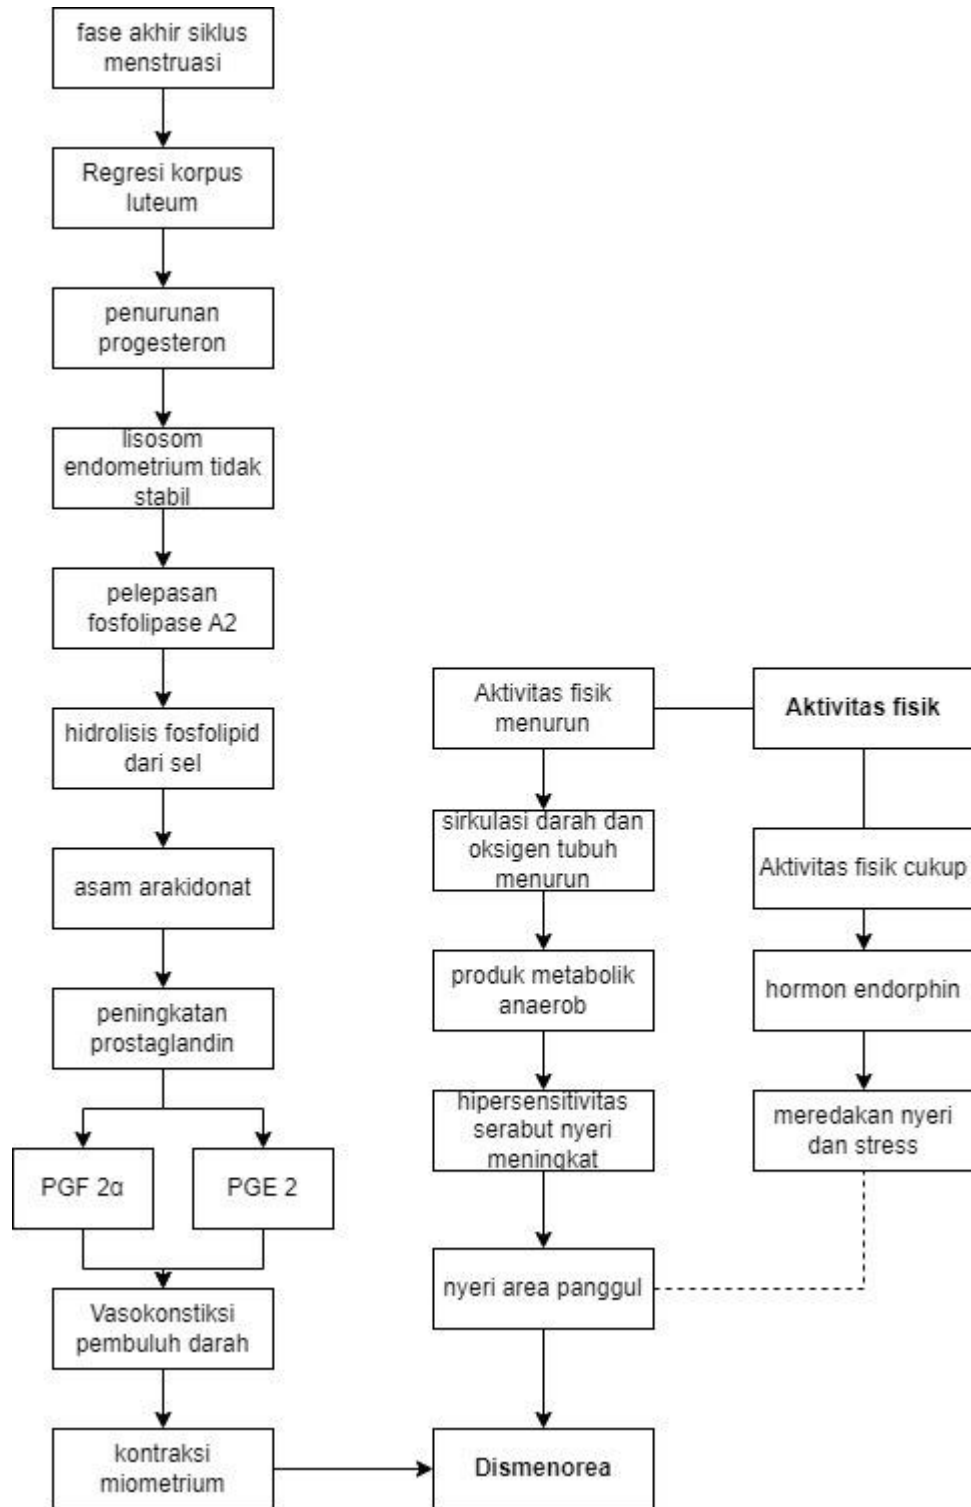 fase akhir siklus
menstruasi
Regresi korpus
luteum
penurunan
progesteron
lisosom
endometrium tidak
stabil
pelepasan
fosfolipase A2
hidrolisis fosfolipid
dari sel
asam arakidonat
peningkatan
prostaglandin
PGF 2α
PGE 2
Vasokonstiksi
pembuluh darah
kontraksi
miometrium
Aktivitas fisik
menurun
sirkulasi darah dan
oksigen tubuh
menurun
produk metabolik
anaerob
hipersensitivitas
serabut nyeri
meningkat
nyeri area panggul
Dismenorea
Aktivitas fisik
Aktivitas fisik cukup
hormon endorphin
meredakan nyeri
dan stress